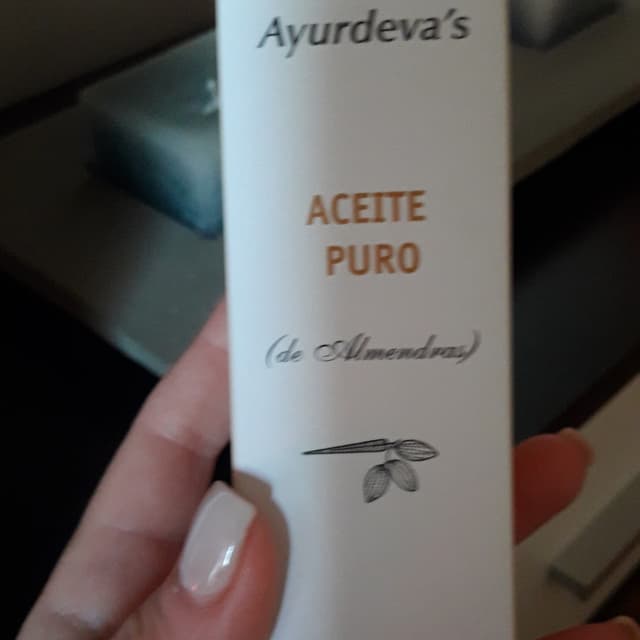 Ayurdeva's
ACEITE
PURO
(de Almendras)